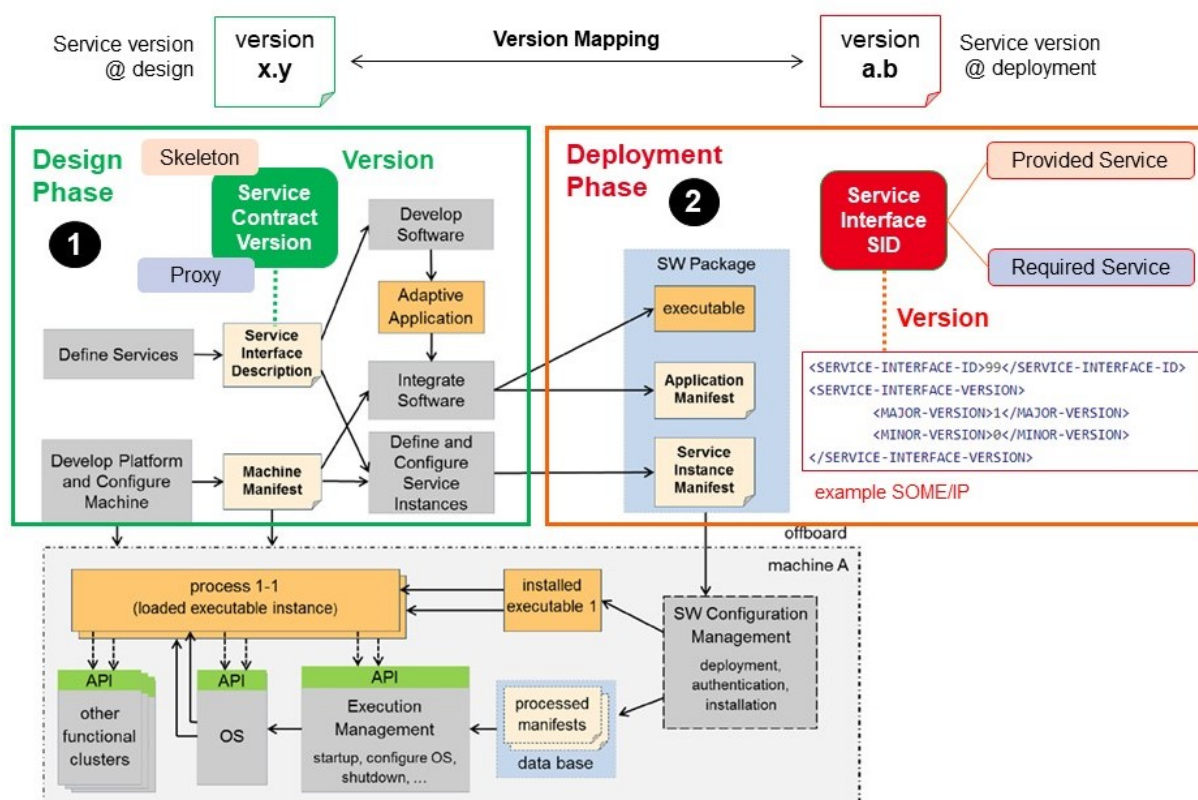 Service version
@ design
version
x.y
Version Mapping
version
a.b
Service version
@ deployment
Design
Phase
1
Skeleton
Version
Service
Contract
Version
Proxy
Develop
Software
Adaptive
Application
Define Services
Service
Interface
Description
Integrate
Software
Develop Platform
and Configure
Machine
Machine
Manifest
Define and
Configure
Service
Instances
Deployment
Phase
2
SW Package
executable
Application
Manifest
Service
Instance
Manifest
Service
Interface
SID
Provided Service
Required Service
Version
<SERVICE-INTERFACE-ID>99</SERVICE-INTERFACE-ID>
<SERVICE-INTERFACE-VERSION>
<MAJOR-VERSION>1</MAJOR-VERSION>
<MINOR-VERSION>0</MINOR-VERSION>
</SERVICE-INTERFACE-VERSION>
example SOME/IP
offboard
machine A
process 1-1
(loaded executable instance)
installed
executable 1
SW Configuration
Management
deployment,
authentication,
installation
API
other
functional
clusters
API
OS
API
Execution
Management
startup, configure OS,
shutdown, ...
processed
manifests
data base